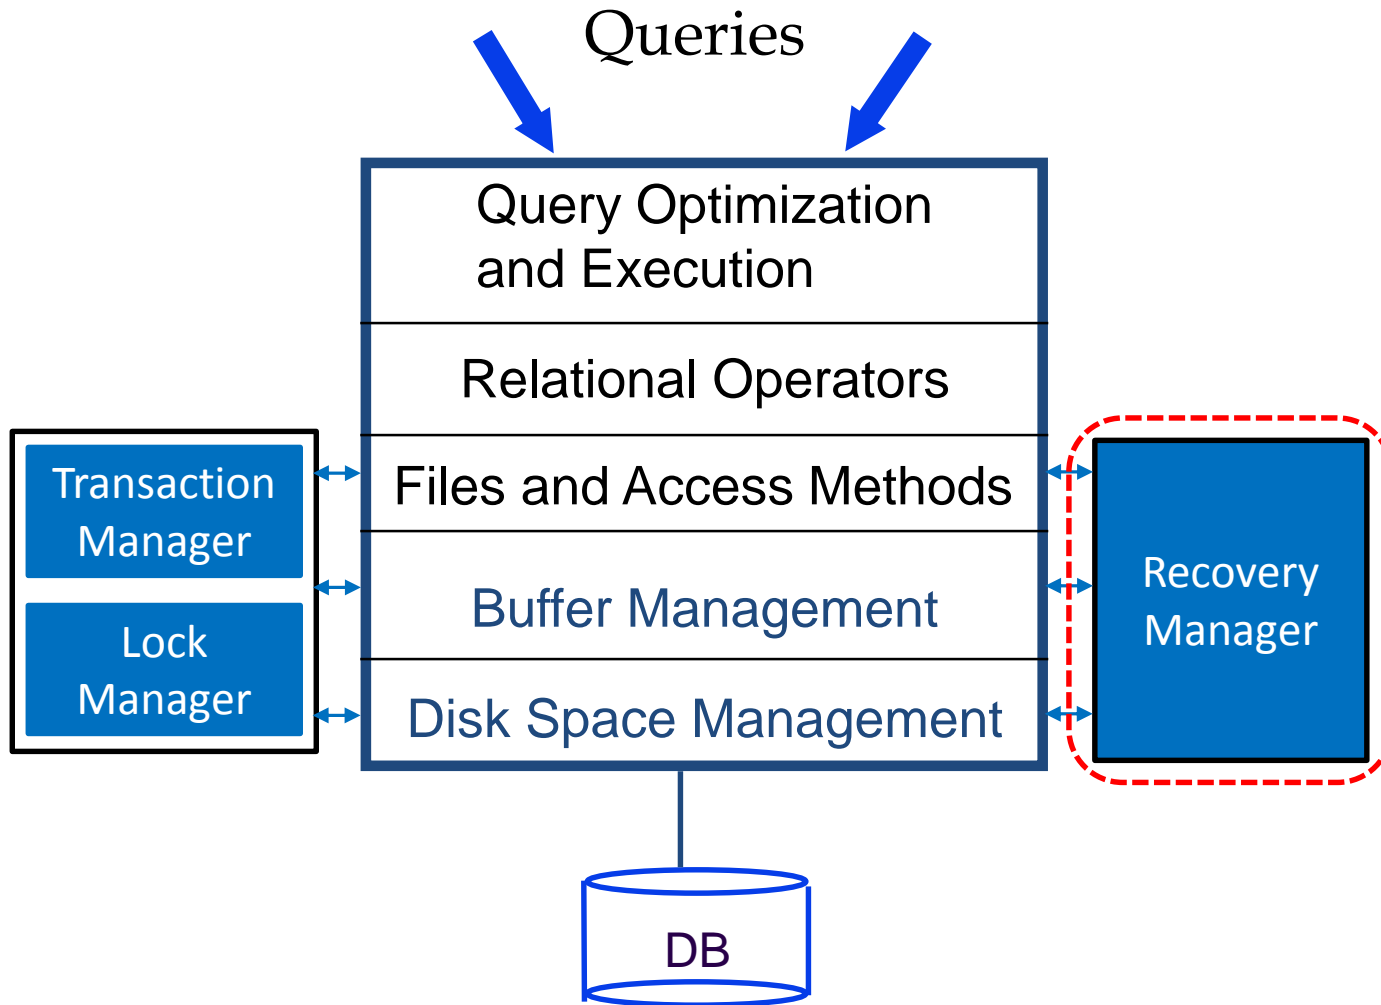 Queries
Query Optimization
and Execution
Relational Operators
Files and Access Methods
Buffer Management
Disk Space Management
Transaction
Manager
Lock
Manager
Recovery
Manager
DB